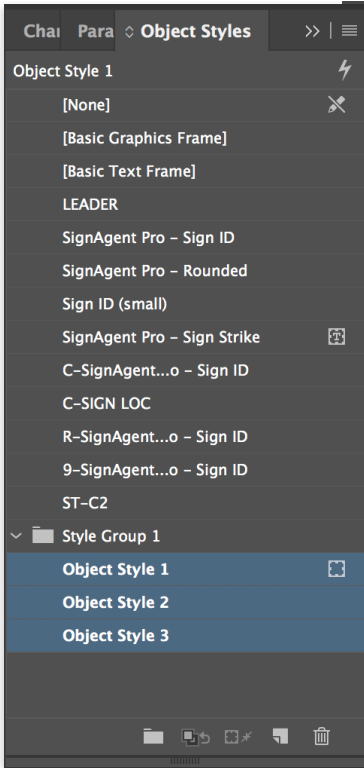 Char Para Object Styles
Object Style 1
[None]
[Basic Graphics Frame]
[Basic Text Frame]
LEADER
SignAgent Pro – Sign ID
SignAgent Pro – Rounded
Sign ID (small)
SignAgent Pro – Sign Strike
C-SignAgent...o – Sign ID
C-SIGN LOC
R-SignAgent...o – Sign ID
9-SignAgent...o – Sign ID
ST-C2
Style Group 1
Object Style 1
Object Style 2
Object Style 3